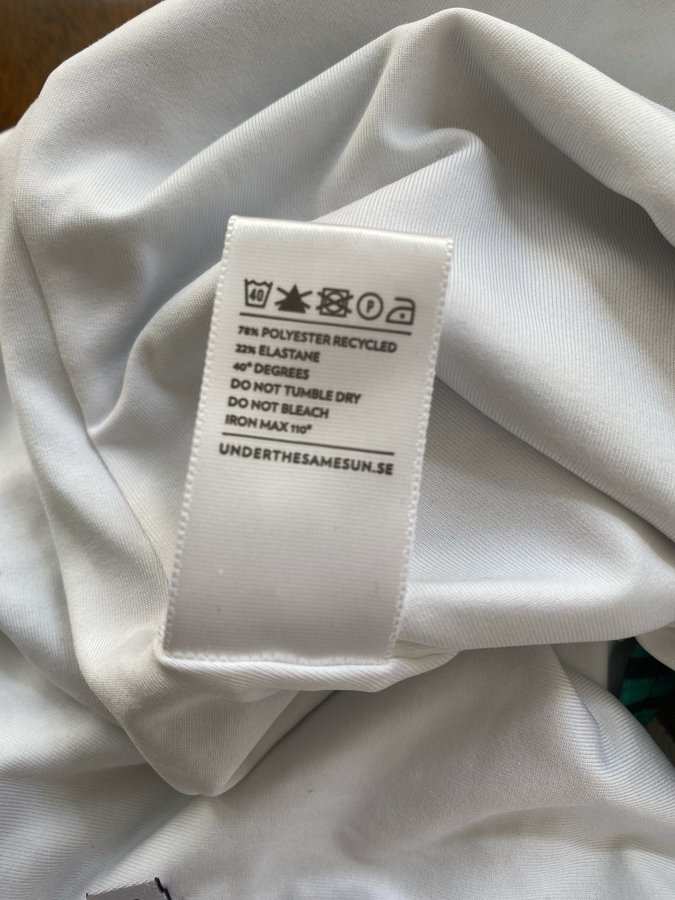 40 P
78% POLYESTER RECYCLED
22% ELASTANE
40° DEGREES
DO NOT TUMBLE DRY
DO NOT BLEACH
IRON MAX 110°
UNDERTHESAMESUN.SE